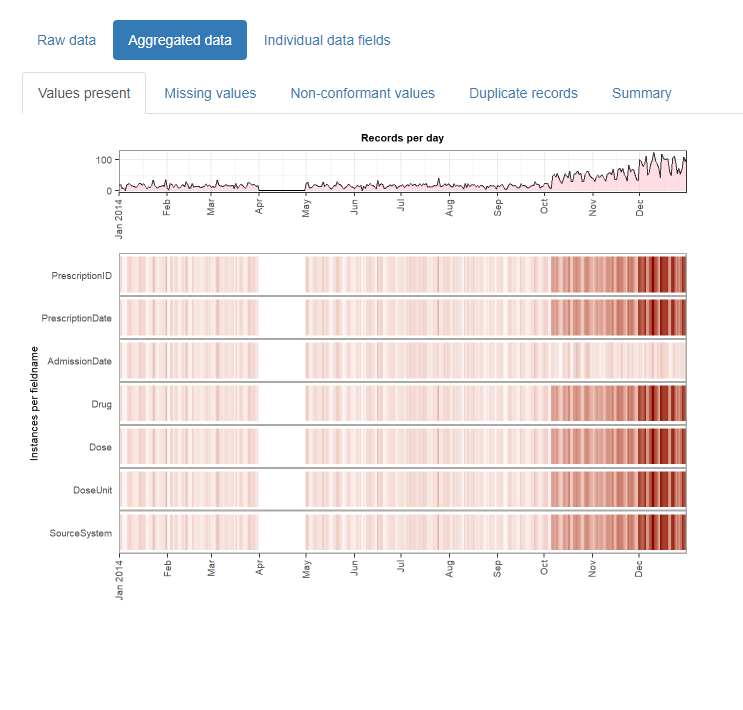 Raw data Aggregated data Individual data fields
Values present Missing values Non-conformant values Duplicate records Summary
Records per day
100
0
Jan 2014 Feb Mar Apr May Jun Jul Aug Sep Oct Nov Dec
Instances per fieldname
PrescriptionID
PrescriptionDate
AdmissionDate
Drug
Dose
DoseUnit
SourceSystem
Jan 2014 Feb Mar Apr May Jun Jul Aug Sep Oct Nov Dec